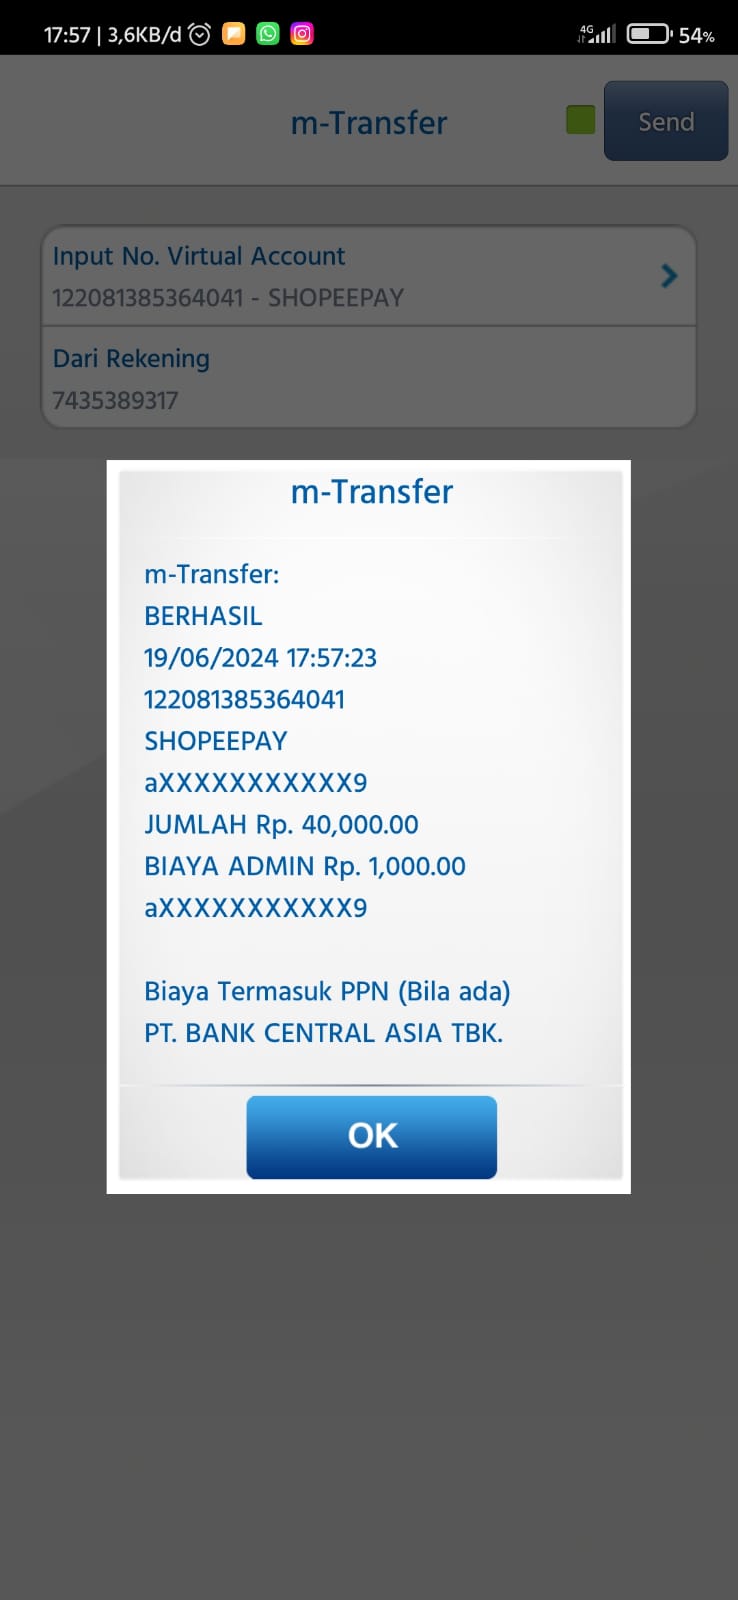 17:57 | 3,6KB/d
4G
54%
m-Transfer
Send
Input No. Virtual Account
122081385364041 - SHOPEEPAY
Dari Rekening
7435389317
m-Transfer
m-Transfer:
BERHASIL
19/06/2024 17:57:23
122081385364041
SHOPEEPAY
aXXXXXXXXXXX9
JUMLAH Rp. 40,000.00
BIAYA ADMIN Rp. 1,000.00
aXXXXXXXXXXX9
Biaya Termasuk PPN (Bila ada)
PT. BANK CENTRAL ASIA TBK.
OK